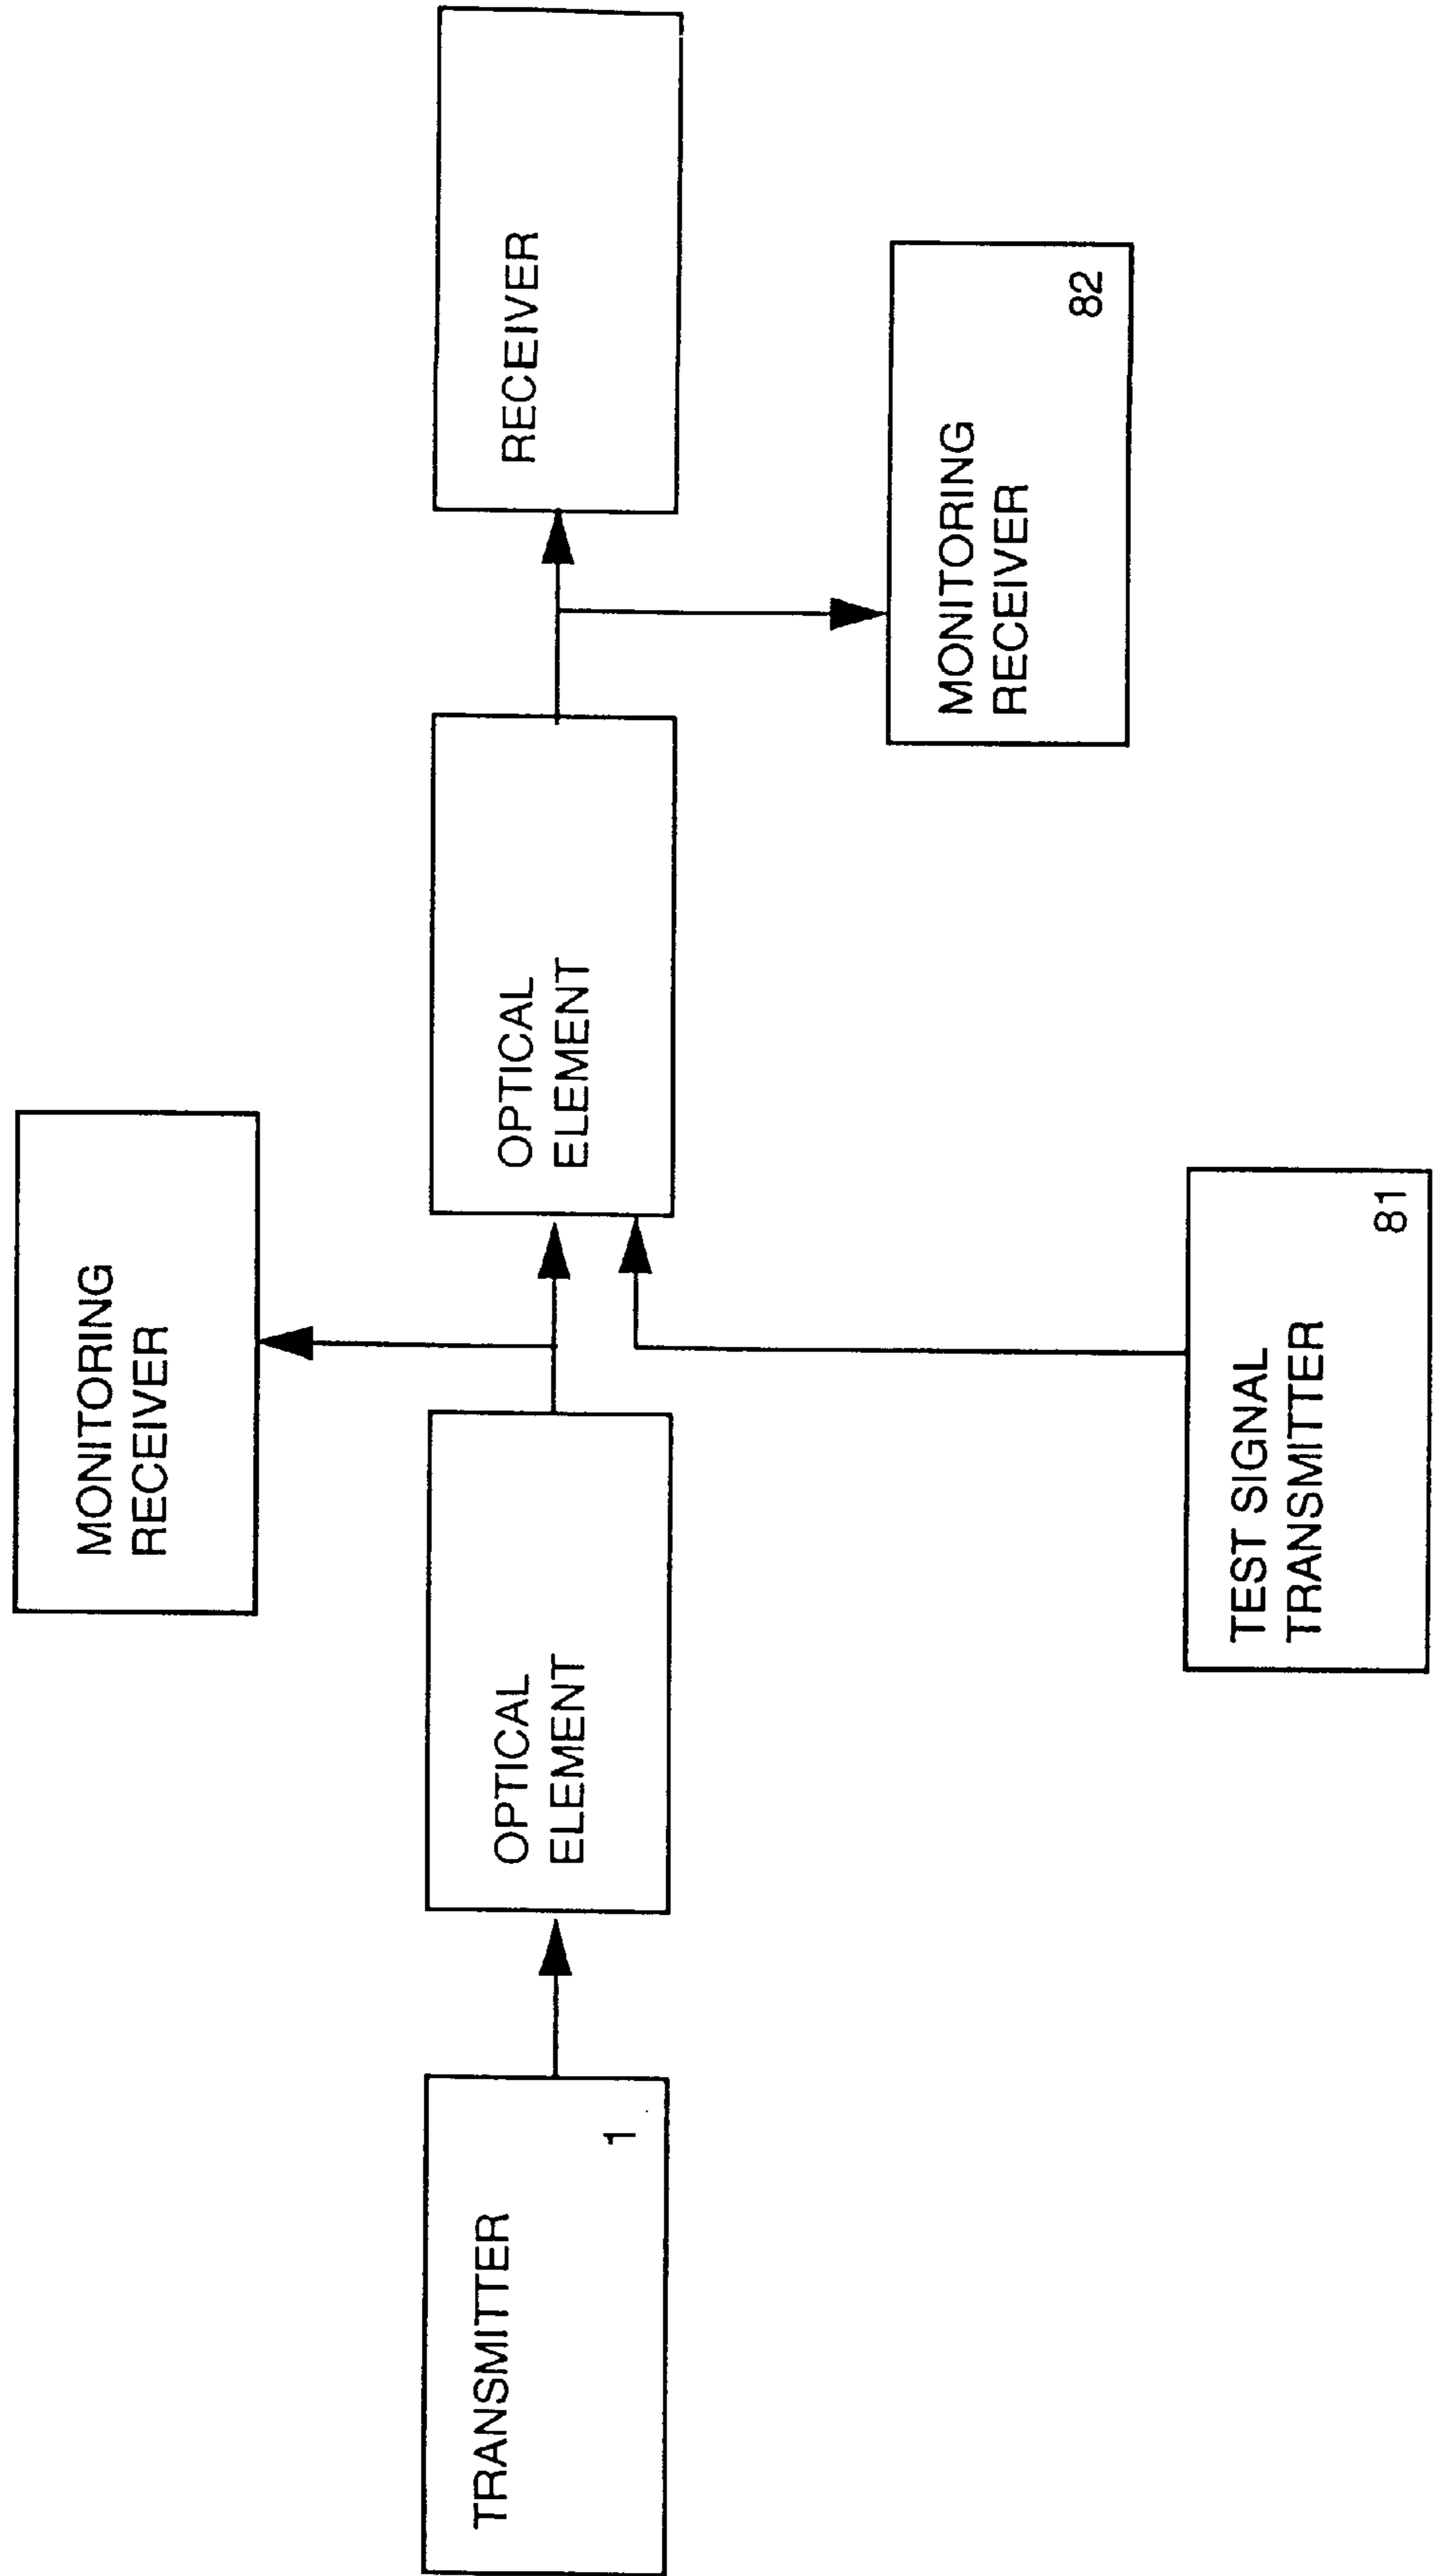 MONITORING
RECEIVER
TRANSMITTER
1
OPTICAL
ELEMENT
OPTICAL
ELEMENT
RECEIVER
MONITORING
RECEIVER
82
TEST SIGNAL
TRANSMITTER
81